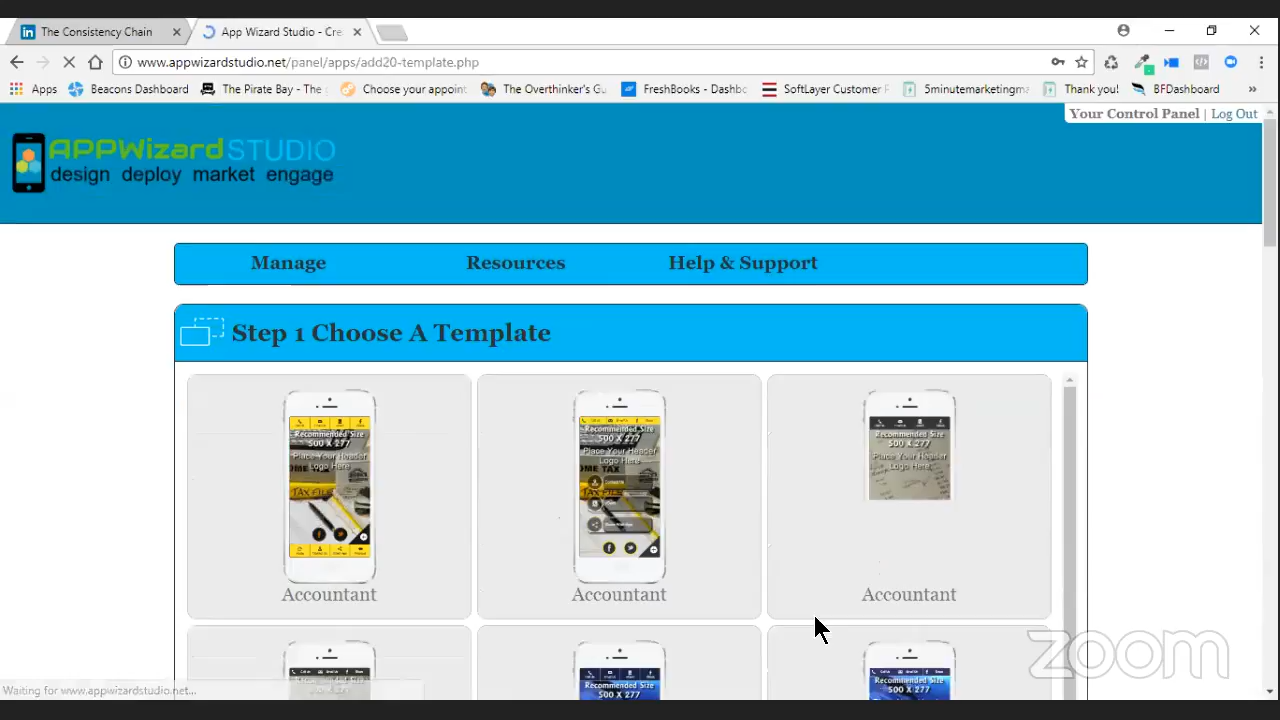 The Consistency Chain
App Wizard Studio - Cre
www.appwizardstudio.net/panel/apps/add20-template.php
Apps Beacons Dashboard The Pirate Bay - The Choose your appoint The Overthinker's Gu FreshBooks - Dashbo SoftLayer Customer 5minutemarketingma Thank you! BFDashboard
Your Control Panel | Log Out
APPWizard STUDIO
design deploy market engage
Manage Resources Help & Support
Step 1 Choose A Template
Recommended Size
500 X 277
Place Your Header
Logo Here
Recommended Size
500 X 277
Place Your Header
Logo Here
Recommended Size
500 X 277
Place Your Header
Logo Here
Accountant
Accountant
Accountant
Recommended Size
500 X 277
Recommended Size
500 X 277
zoom
Waiting for www.appwizardstudio.net...